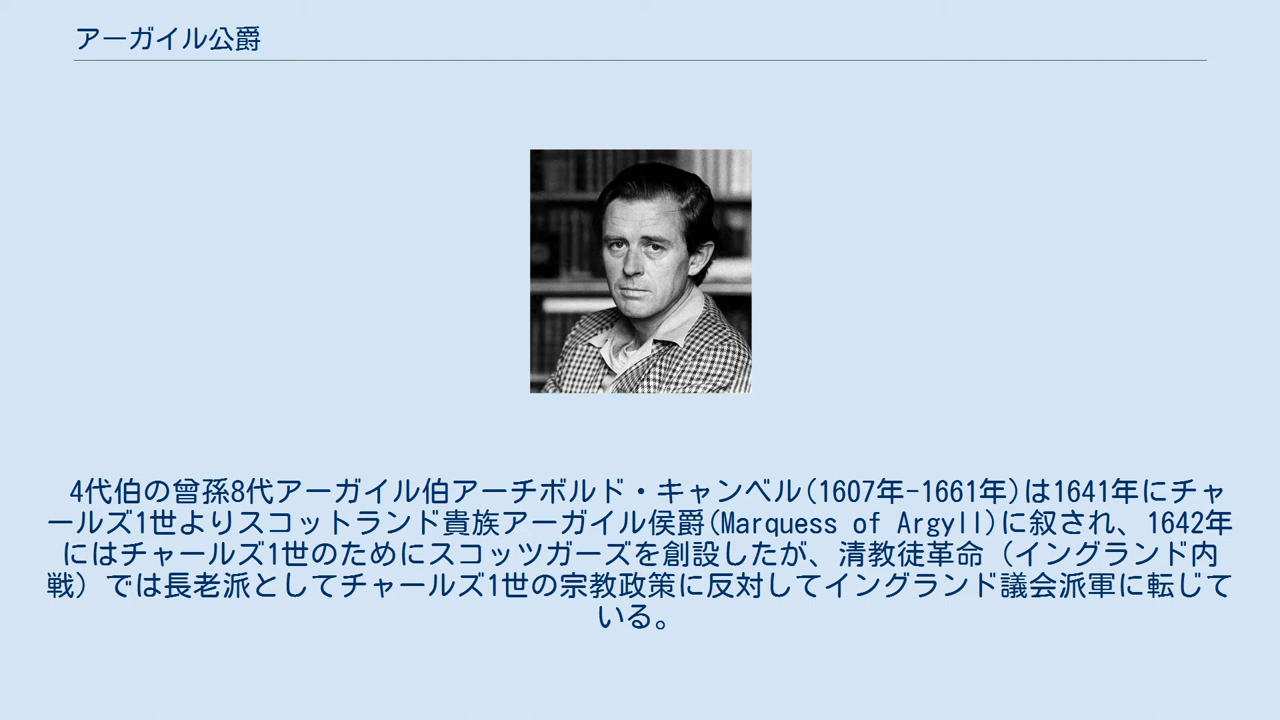 アーガイル公爵
4代伯の曾孫8代アーガイル伯アーチボルド・キャンベル(1607年-1661年)は1641年にチャ
ールズ1世よりスコットランド貴族アーガイル侯爵(Marquess of Argyll)に叙され、1642年
にはチャールズ1世のためにスコッツガーズを創設したが、清教徒革命（イングランド内
戦）では長老派としてチャールズ1世の宗教政策に反対してイングランド議会派軍に転じて
いる。